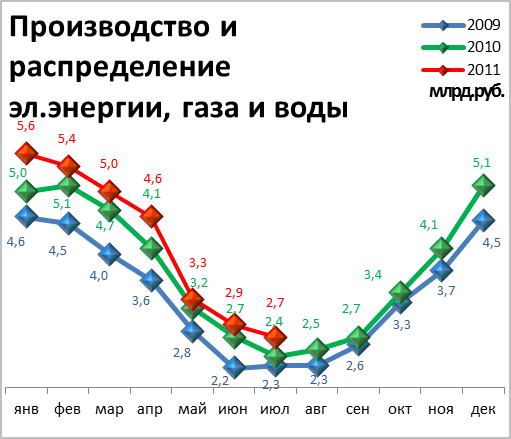 Производство и
распределение
эл.энергии, газа и воды
2009
2010
2011
млрд.руб.
5,6 5,4 5,0 4,6 3,3 2,9 2,7
5,0 5,1 4,7 4,1 3,2 2,7 2,4 2,5 2,7 3,4 4,1 5,1
4,6 4,5 4,0 3,6 2,8 2,2 2,3 2,3 2,6 3,3 3,7 4,5
янв фев мар апр май июн июл авг сен окт ноя дек